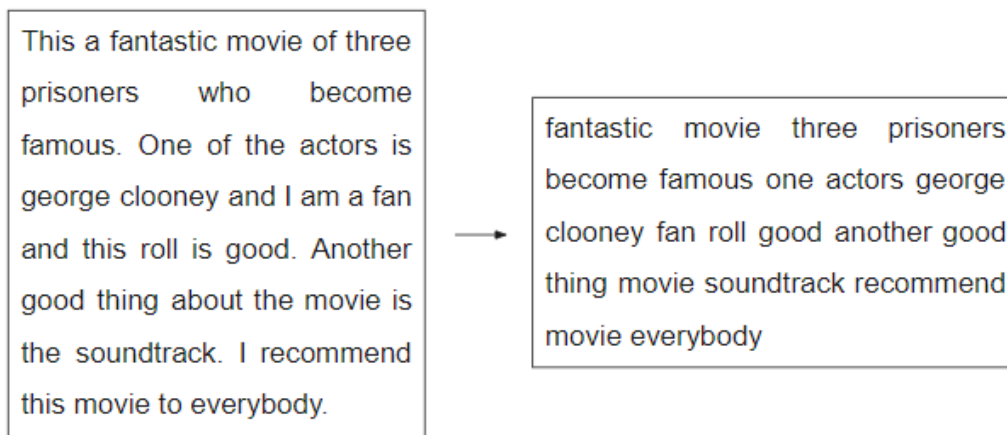 This a fantastic movie of three
prisoners who become
famous. One of the actors is
george clooney and I am a fan
and this roll is good. Another
good thing about the movie is
the soundtrack. I recommend
this movie to everybody.
fantastic movie three prisoners
become famous one actors george
clooney fan roll good another good
thing movie soundtrack recommend
movie everybody